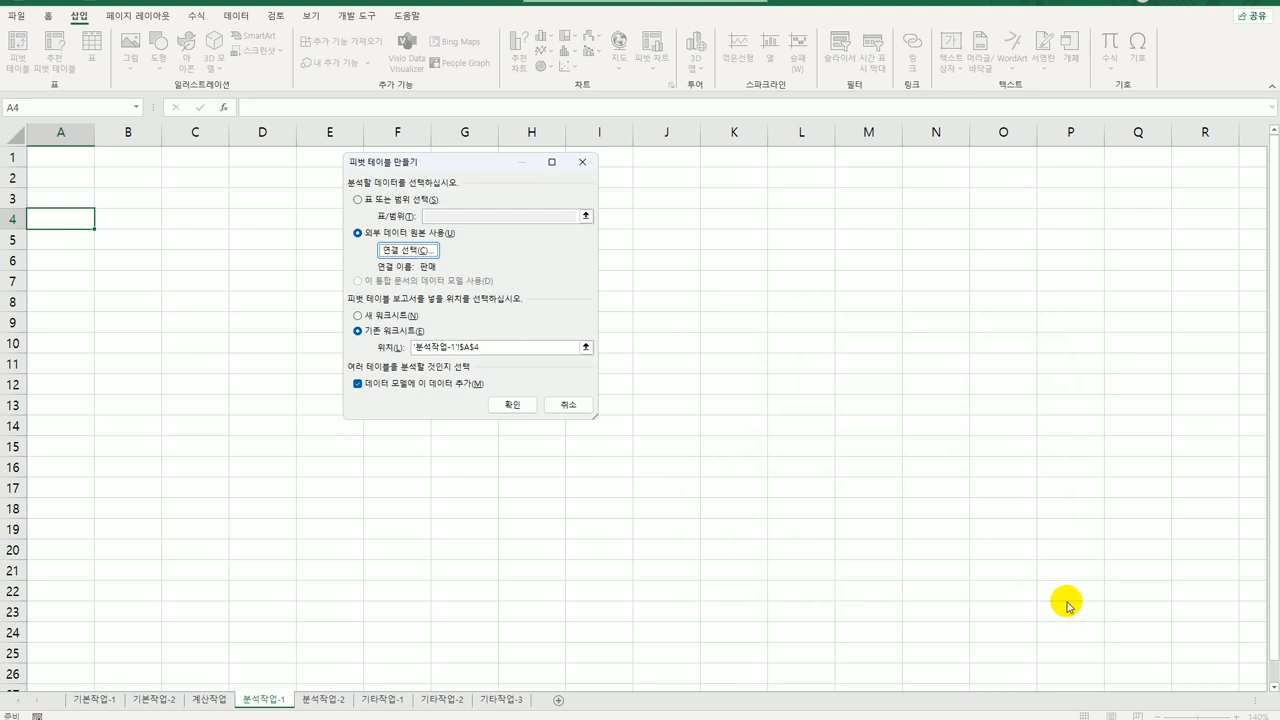 파일 홈 삽입 페이지 레이아웃 수식 데이터 검토 보기 개발 도구 도움말 공유
피벗 테이블 추천 피벗 테이블 표 그림 도형 아이콘 3D 모델 SmartArt 스크린샷 추가 기능 가져오기 내 추가 기능 Visio Data Visualizer Bing Maps People Graph 추천 차트 지도 피벗 차트 3D 맵 꺾은선형 열 승패 (W) 슬라이서 시간 표시 막대 링크 텍스트 상자 머리글/바닥글 WordArt 서명란 개체 수식 기호
표 일러스트레이션 추가 기능 차트 투어 스파크라인 필터 링크 텍스트 기호
A4 fx
A B C D E F G H I J K L M N O P Q R
1
2
3
4
5
6
7
8
9
10
11
12
13
14
15
16
17
18
19
20
21
22
23
24
25
26
피벗 테이블 만들기
분석할 데이터를 선택하십시오.
표 또는 범위 선택(S)
표/범위(T):
외부 데이터 원본 사용(U)
연결 선택(C)...
연결 이름: 판매
이 통합 문서의 데이터 모델 사용(D)
피벗 테이블 보고서를 넣을 위치를 선택하십시오.
새 워크시트(N)
기존 워크시트(E)
위치(L): '분석작업-1'!$A$4
여러 테이블을 분석할 것인지 선택
데이터 모델에 이 데이터 추가(M)
확인 취소
기본작업-1 기본작업-2 계산작업 분석작업-1 분석작업-2 기타작업-1 기타작업-2 기타작업-3
준비 140%